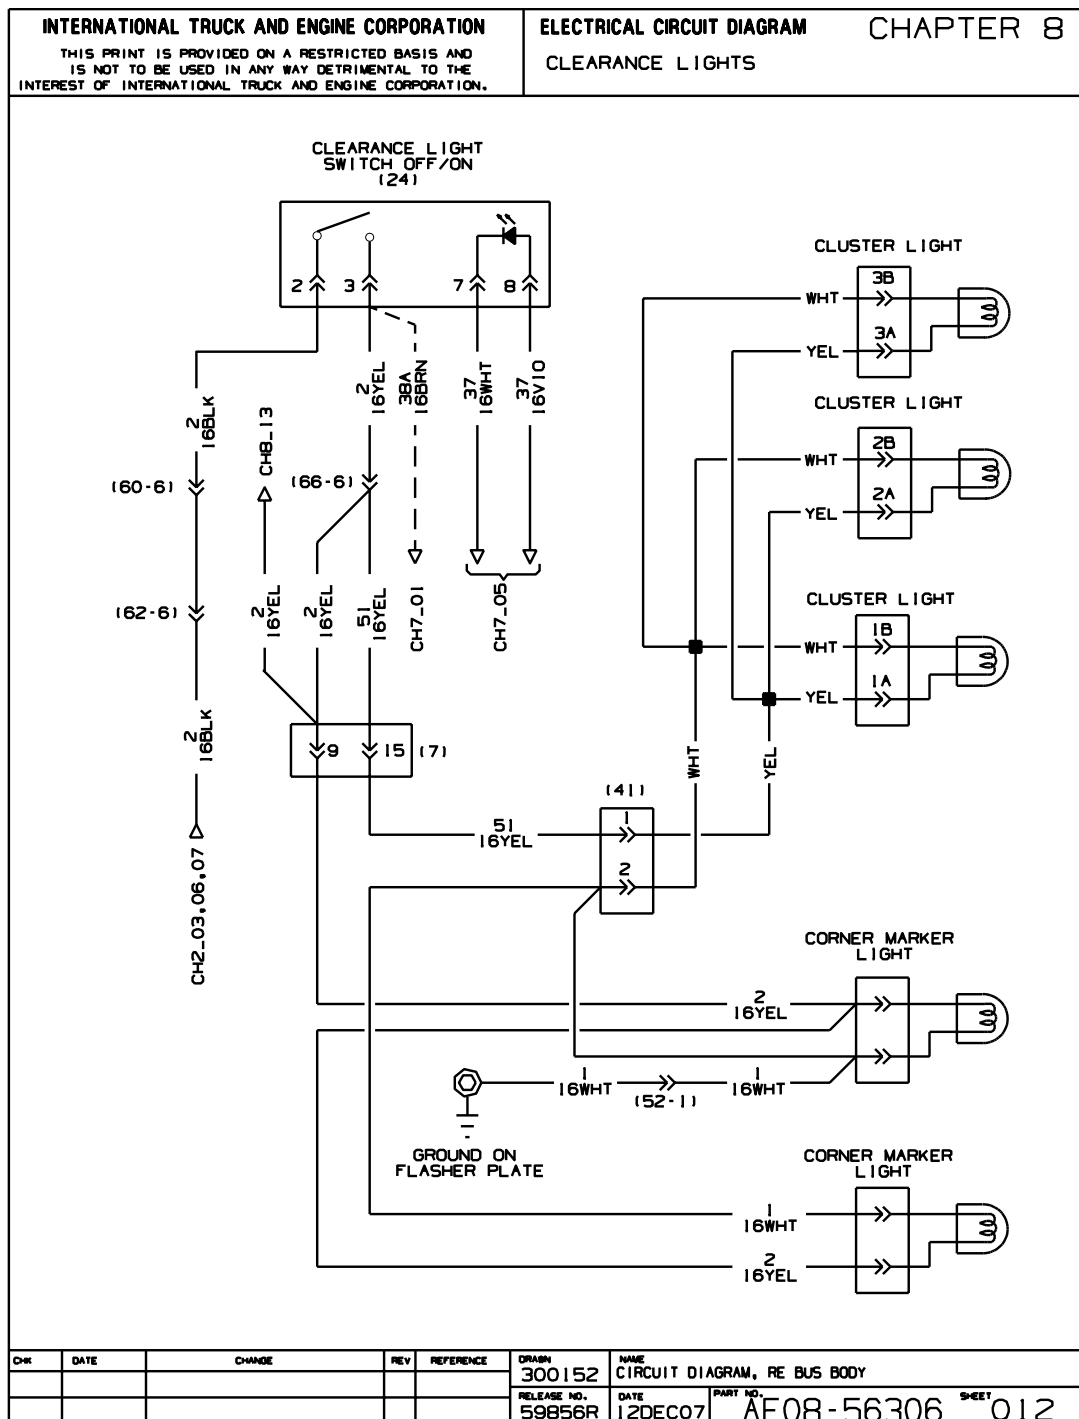 INTERNATIONAL TRUCK AND ENGINE CORPORATION
THIS PRINT IS PROVIDED ON A RESTRICTED BASIS AND
IS NOT TO BE USED IN ANY WAY DETRIMENTAL TO THE
INTEREST OF INTERNATIONAL TRUCK AND ENGINE CORPORATION.
ELECTRICAL CIRCUIT DIAGRAM
CHAPTER 8
CLEARANCE LIGHTS
CLEARANCE LIGHT
SWITCH OFF/ON
(24)
2
3
7
8
CLUSTER LIGHT
3B
WHT
3A
YEL
2
16YEL
38A
16BRN
37
16WHT
37
16VIO
2
16BLK
CH8_13
CLUSTER LIGHT
2B
WHT
2A
YEL
(60-6)
(66-6)
(62-6)
2
16YEL
2
16YEL
51
16YEL
CH7_01
CH7_05
CLUSTER LIGHT
1B
WHT
1A
YEL
2
16BLK
9
15
(7)
WHT
YEL
(41)
1
51
16YEL
2
CH2_03,06,07
CORNER MARKER
LIGHT
2
16YEL
1
16WHT
(52-1)
1
16WHT
GROUND ON
FLASHER PLATE
CORNER MARKER
LIGHT
1
16WHT
2
16YEL
CHK
DATE
CHANGE
REV
REFERENCE
DRAWN
300152
NAME
CIRCUIT DIAGRAM, RE BUS BODY
RELEASE NO.
59856R
DATE
12DEC07
PART NO.
AE08-56306
SHEET
012